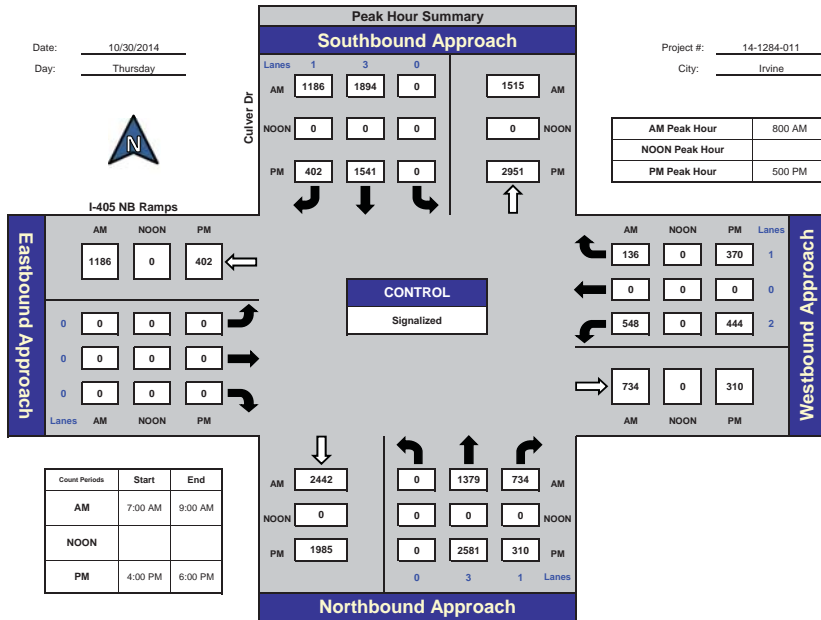 Peak Hour Summary
Southbound Approach
Date: 10/30/2014
Day: Thursday
Project #: 14-1284-011
City: Irvine
Culver Dr
N
Lanes 1 3 0
AM 1186 1894 0 1515 AM
NOON 0 0 0 0 NOON
PM 402 1541 0 2951 PM
AM Peak Hour 800 AM
NOON Peak Hour
PM Peak Hour 500 PM
I-405 NB Ramps
Eastbound Approach
AM NOON PM
1186 0 402
0 0 0 0
0 0 0 0
0 0 0 0
Lanes AM NOON PM
CONTROL
Signalized
AM NOON PM Lanes
136 0 370 1
0 0 0 0
548 0 444 2
734 0 310
AM NOON PM
Westbound Approach
Count Periods Start End
AM 7:00 AM 9:00 AM
NOON
PM 4:00 PM 6:00 PM
AM 2442 0 1379 734 AM
NOON 0 0 0 0 NOON
PM 1985 0 2581 310 PM
0 3 1 Lanes
Northbound Approach